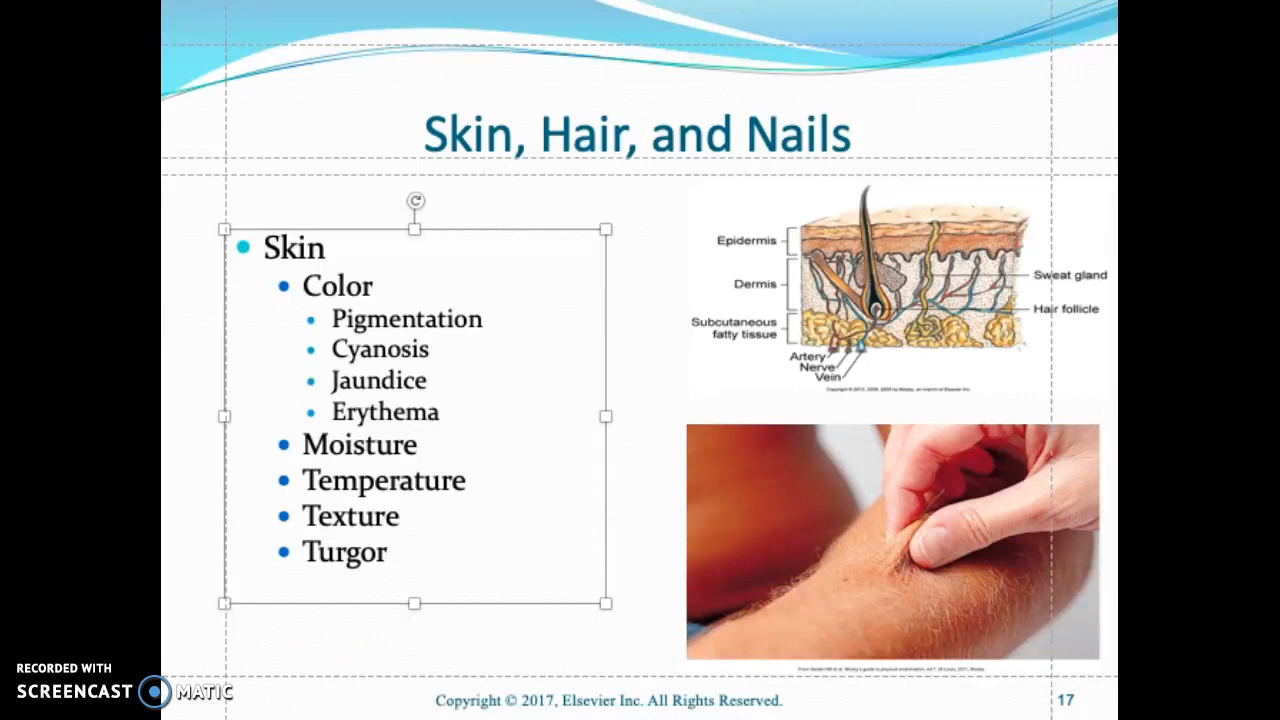 Skin, Hair, and Nails
Skin
Color
Pigmentation
Cyanosis
Jaundice
Erythema
Moisture
Temperature
Texture
Turgor
Epidermis
Dermis
Subcutaneous
fatty tissue
Artery
Nerve
Vein
Sweat gland
Hair follicle
RECORDED WITH
SCREENCAST MATIC
Copyright © 2017, Elsevier Inc. All Rights Reserved.
17